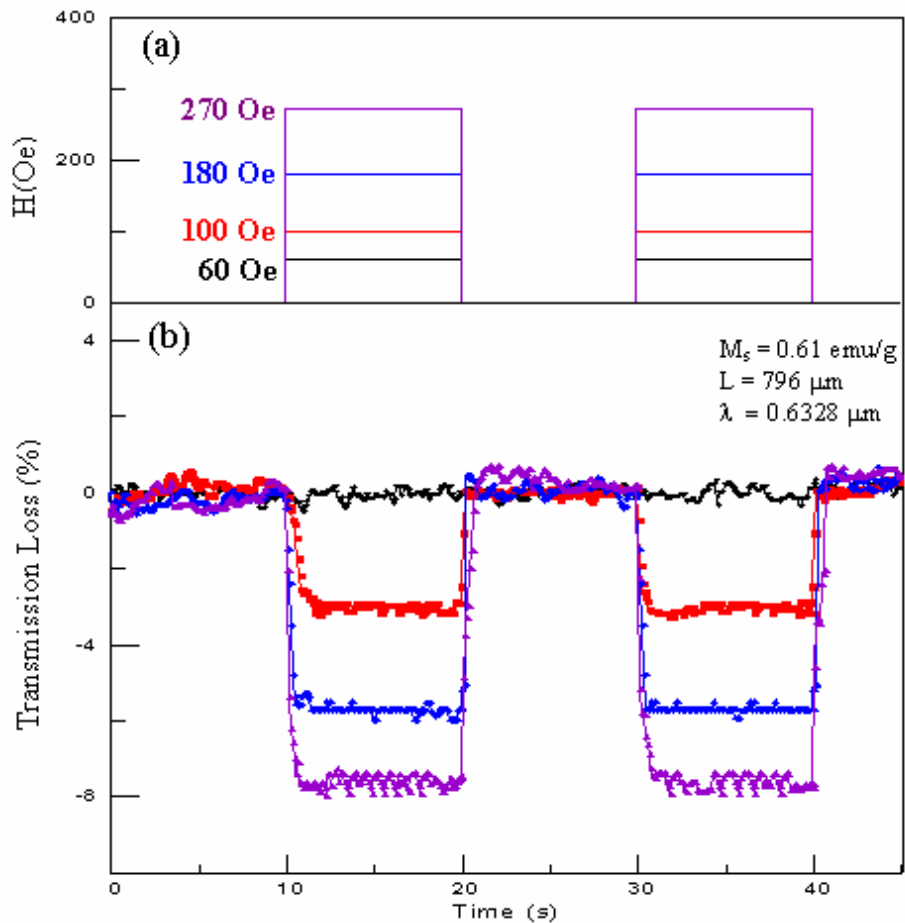 400
(a)
270 Oe
200
180 Oe
H(Oe)
100 Oe
60 Oe
0
(b)
4
M_s = 0.61 emu/g
L = 796 μm
λ = 0.6328 μm
0
Transmission Loss (%)
-4
-8
0 10 20 30 40
Time (s)